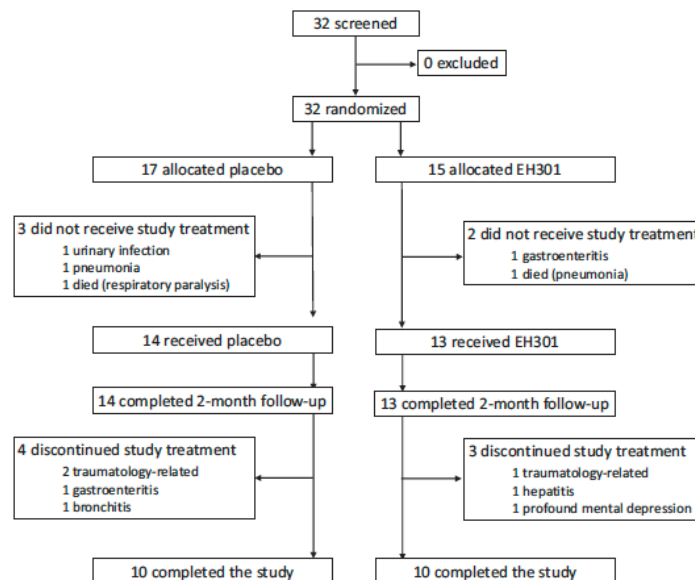 32 screened
0 excluded
32 randomized
17 allocated placebo
15 allocated EH301
3 did not receive study treatment
1 urinary infection
1 pneumonia
1 died (respiratory paralysis)
2 did not receive study treatment
1 gastroenteritis
1 died (pneumonia)
14 received placebo
13 received EH301
14 completed 2-month follow-up
13 completed 2-month follow-up
4 discontinued study treatment
2 traumatology-related
1 gastroenteritis
1 bronchitis
3 discontinued study treatment
1 traumatology-related
1 hepatitis
1 profound mental depression
10 completed the study
10 completed the study